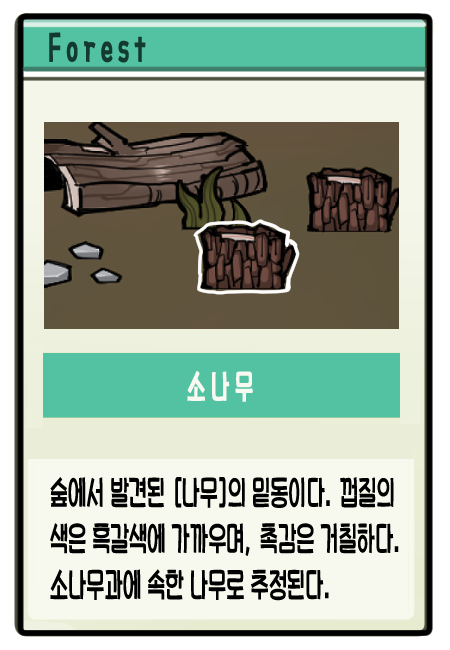 Forest
소나무
숲에서 발견된 [나무]의 밑동이다. 껍질의
색은 흑갈색에 가까우며, 촉감은 거칠하다.
소나무과에 속한 나무로 추정된다.